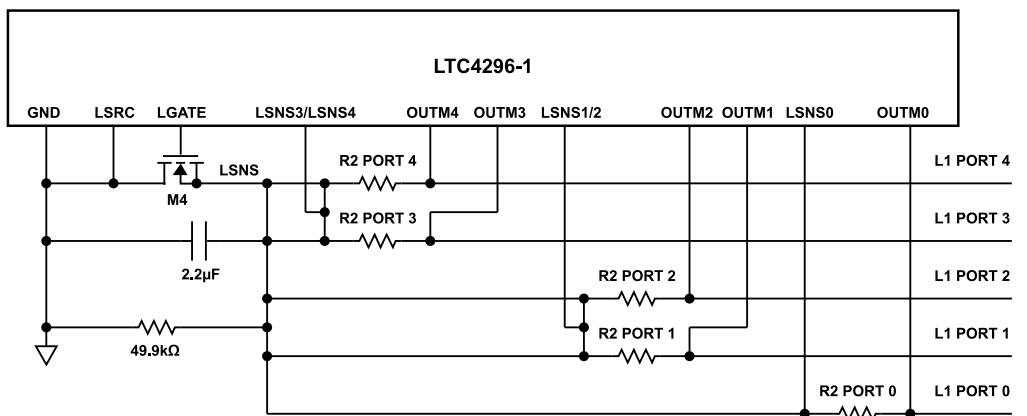 LTC4296-1
GND LSRC LGATE LSNS3/LSNS4 OUTM4 OUTM3 LSNS1/2 OUTM2 OUTM1 LSNS0 OUTM0
R2 PORT 4 L1 PORT 4
LSNS
M4
R2 PORT 3 L1 PORT 3
2.2µF
R2 PORT 2 L1 PORT 2
R2 PORT 1 L1 PORT 1
49.9kΩ
R2 PORT 0 L1 PORT 0